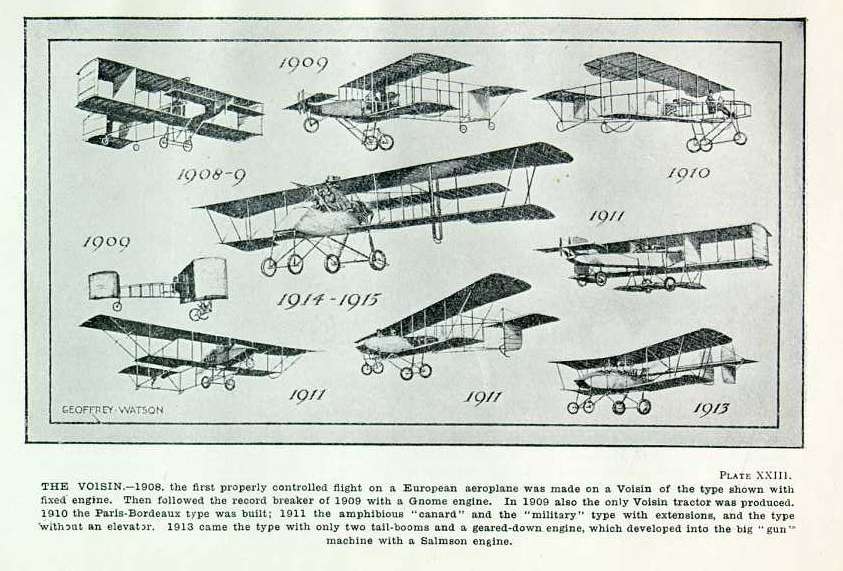 1909
1908-9
1910
1909
1911
1914-1915
1911
1911
1913
GEOFFREY·WATSON
PLATE XXIII.
THE VOISIN.—1908, the first properly controlled flight on a European aeroplane was made on a Voisin of the type shown with
fixed engine. Then followed the record breaker of 1909 with a Gnome engine. In 1909 also the only Voisin tractor was produced.
1910 the Paris-Bordeaux type was built; 1911 the amphibious "canard" and the "military" type with extensions, and the type
without an elevator. 1913 came the type with only two tail-booms and a geared-down engine, which developed into the big "gun"
machine with a Salmson engine.